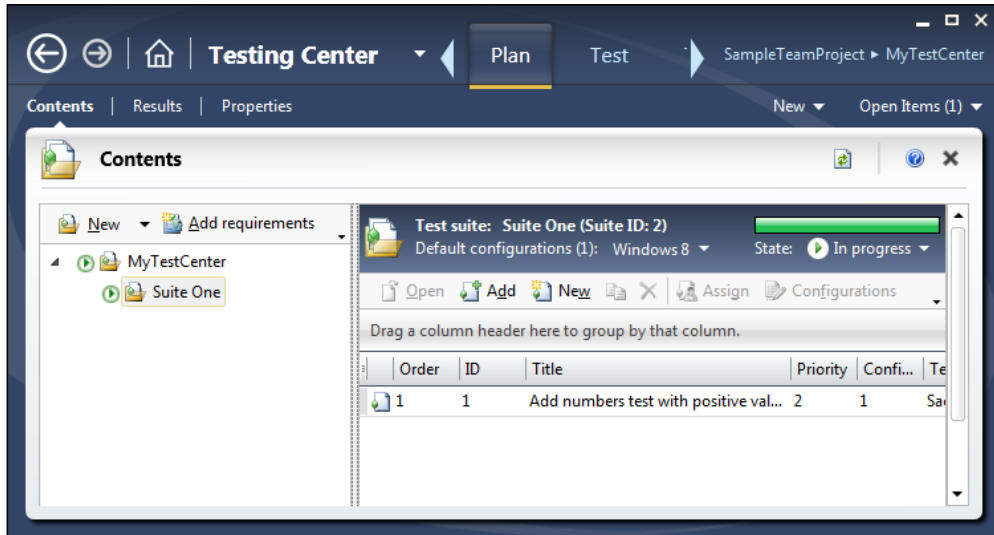 Testing Center
Plan
Test
SampleTeamProject ▸ MyTestCenter
Contents | Results | Properties
New
Open Items (1)
Contents
New
Add requirements
MyTestCenter
Suite One
Test suite: Suite One (Suite ID: 2)
Default configurations (1): Windows 8
State: In progress
Open Add New Assign Configurations
Drag a column header here to group by that column.
Order ID Title Priority Confi... Te
1 1 Add numbers test with positive val... 2 1 Sa